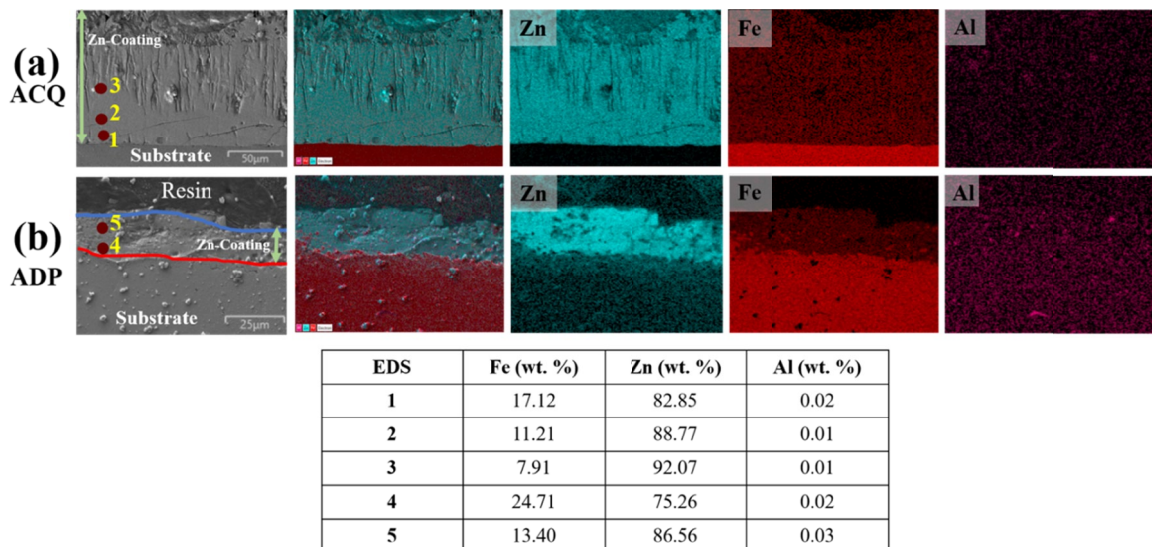 Zn-Coating
(a)
ACQ
3
2
1
Substrate
50μm
Zn
Fe
Al
(b)
ADP
Resin
5
4
Zn-Coating
Substrate
25μm
Zn
Fe
Al
EDS Fe (wt. %) Zn (wt. %) Al (wt. %)
1 17.12 82.85 0.02
2 11.21 88.77 0.01
3 7.91 92.07 0.01
4 24.71 75.26 0.02
5 13.40 86.56 0.03